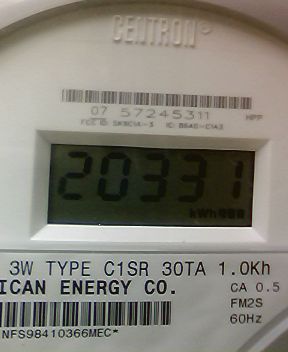 CENTRON®
07 57245311
HPP
20331
kWh
3W TYPE C1SR 30TA 1.0Kh
ICAN ENERGY CO.
CA 0.5
FM2S
60Hz
NFS98410366MEC*